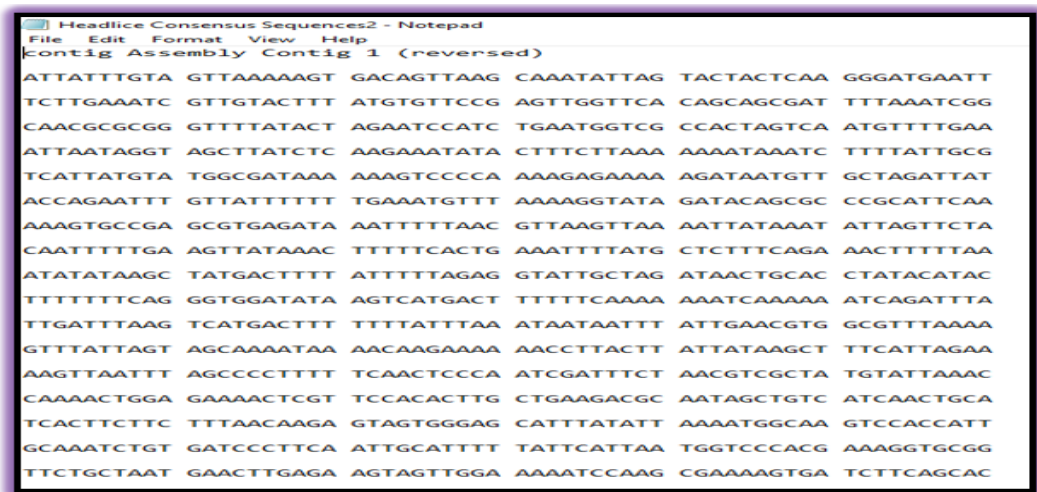 Headlice Consensus Sequences2 - Notepad
File Edit Format View Help
contig Assembly Contig 1 (reversed)
ATTATTTGTA GTTAAAAAGT GACAGTTAAG CAAATATTAG TACTACTCAA GGGATGAATT
TCTTGAAATC GTTGTACTTT ATGTGTTCCG AGTTGGTTCA CAGCAGCGAT TTTAAATCGG
CAACGCGCGG GTTTTATACT AGAATCCATC TGAATGGTCG CCACTAGTCA ATGTTTTGAA
ATTAATAGGT AGCTTATCTC AAGAAATATA CTTTCTTAAA AAAATAAATC TTTTATTGCG
TCATTATGTA TGGCGATAAA AAAGTCCCCA AAAGAGAAAA AGATAATGTT GCTAGATTAT
ACCAGAATTT GTTATTTTTT TGAAATGTTT AAAAAGGTATA GATACAGCGC CCGCATTCAA
AAAGTGCCGA GCGTGAGATA AATTTTTAAC GTTAAGTTAA AATTATAAAT ATTAGTTCTA
CAATTTTTGA AGTTATAAAC TTTTTCACTG AAATTTTATG CTCTTTCAGA AACTTTTTAA
ATATATAAGC TATGACTTTT ATTTTTAGAG GTATTGCTAG ATAACTGCAC CTATACATAC
TTTTTTTCAG GGTGGATATA AGTCATGACT TTTTTCAAAA AAATCAAAAA ATCAGATTTA
TTGATTTAAG TCATGACTTT TTTTATTTAA ATAATAATTT ATTGAACGTG GCGTTTAAAA
GTTTATTAGT AGCAAAATAA AACAAGAAAA AACCTTACTT ATTATAAGCT TTCATTAGAA
AAGTTAATTT AGCCCCTTTT TCAACTCCCA ATCGATTTCT AACGTCGCTA TGTATTAAAC
CAAAACTGGA GAAAACTCGT TCCACACTTG CTGAAGACGC AATAGCTGTC ATCAACTGCA
TCACTTCTTC TTTAACAAGA GTAGTGGGAG CATTTATATT AAAATGGCAA GTCCACCATT
GCAAATCTGT GATCCCTTCA ATTGCATTTT TATTCATTAA TGGTCCCACG AAAGGTGCGG
TTCTGCTAAT GAACTTGAGA AGTAGTTGGA AAAATCCAAG CGAAAAGTGA TCTTCAGCAC